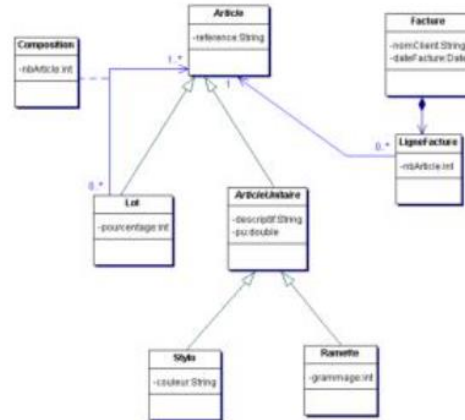 Article
-reference:String
Composition
-nbArticle:int
1..*
1
0..*
Facture
-nomClient:String
-dateFacture:Date
LigneFacture
-nbArticle:int
0..*
Lot
-pourcentage:int
ArticleUnitaire
-descriptif:String
-pu:double
Stylo
-couleur:String
Ramette
-grammage:int